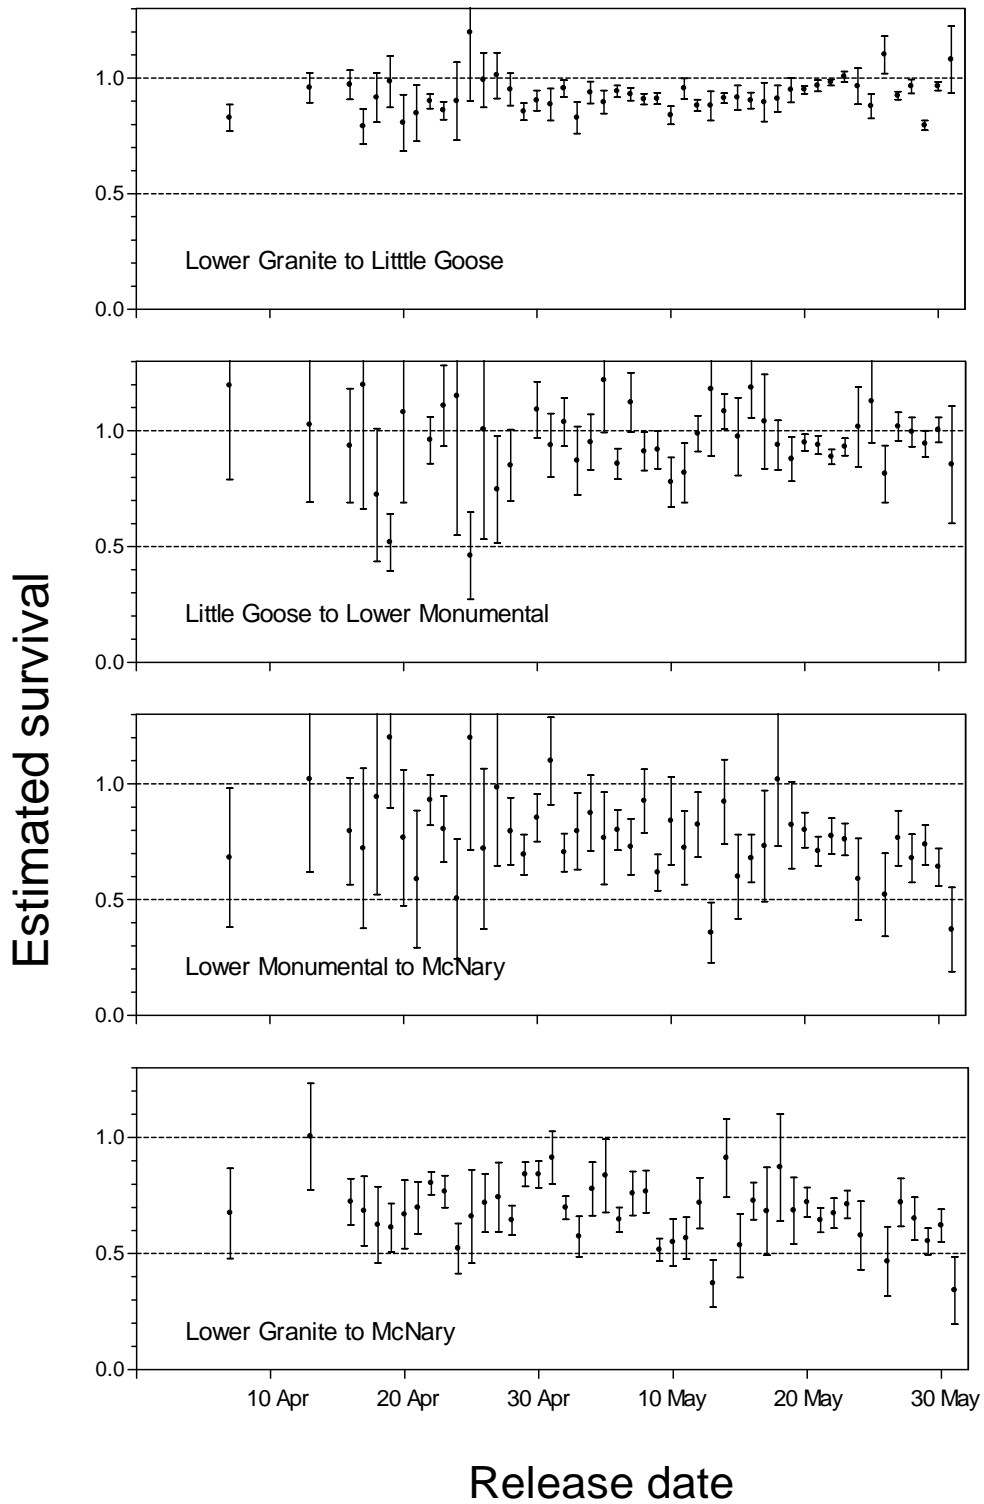 1.0
0.5
Lower Granite to Litttle Goose
0.0
1.0
0.5
Little Goose to Lower Monumental
0.0
Estimated survival
1.0
0.5
Lower Monumental to McNary
0.0
1.0
0.5
Lower Granite to McNary
0.0
10 Apr 20 Apr 30 Apr 10 May 20 May 30 May
Release date